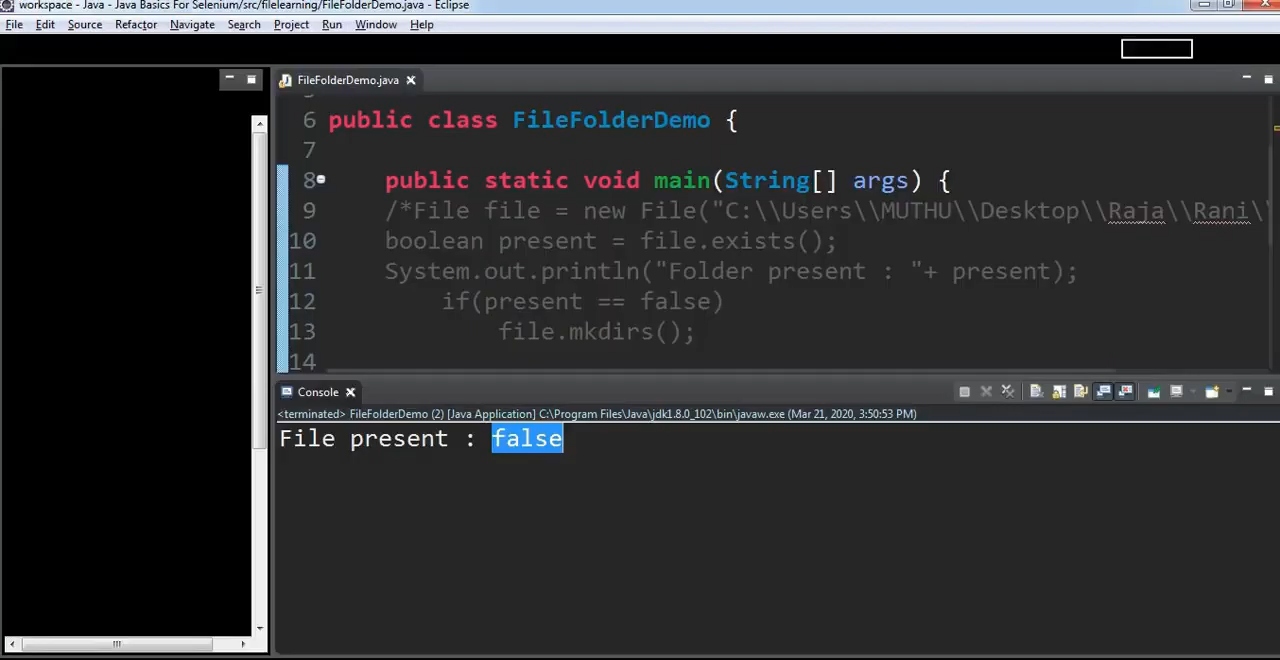 workspace - Java - Java Basics For Selenium/src/filelearning/FileFolderDemo.java - Eclipse
File Edit Source Refactor Navigate Search Project Run Window Help
FileFolderDemo.java
6 public class FileFolderDemo {
7
8 public static void main(String[] args) {
9 /*File file = new File("C:\\Users\\MUTHU\\Desktop\\Raja\\Rani\
10 boolean present = file.exists();
11 System.out.println("Folder present : "+ present);
12 if(present == false)
13 file.mkdirs();
14
Console
<terminated> FileFolderDemo (2) [Java Application] C:\Program Files\Java\jdk1.8.0_102\bin\javaw.exe (Mar 21, 2020, 3:50:53 PM)
File present : false